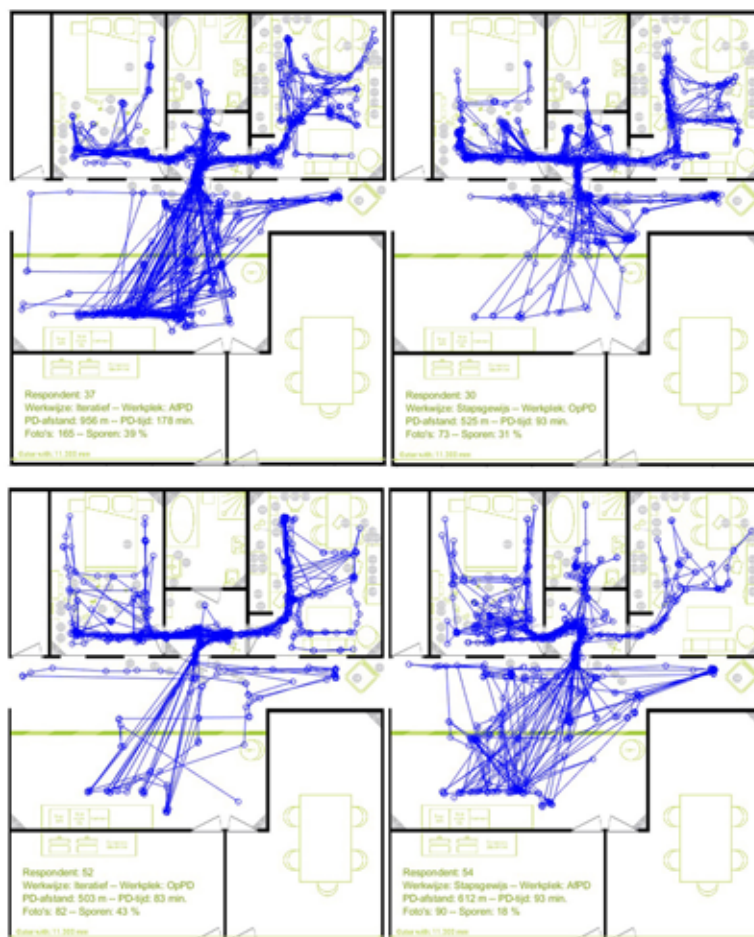 Respondent: 37
Werkwijze: Iteratief -- Werkplek: AfPD
PD-afstand: 956 m -- PD-tijd: 178 min.
Foto's: 165 -- Sporen: 39 %
Respondent: 30
Werkwijze: Stapsgewijs -- Werkplek: OpPD
PD-afstand: 525 m -- PD-tijd: 93 min.
Foto's: 73 -- Sporen: 31 %
Respondent: 52
Werkwijze: Iteratief -- Werkplek: OpPD
PD-afstand: 503 m -- PD-tijd: 83 min.
Foto's: 82 -- Sporen: 43 %
Respondent: 54
Werkwijze: Stapsgewijs -- Werkplek: AfPD
PD-afstand: 612 m -- PD-tijd: 93 min.
Foto's: 90 -- Sporen: 18 %